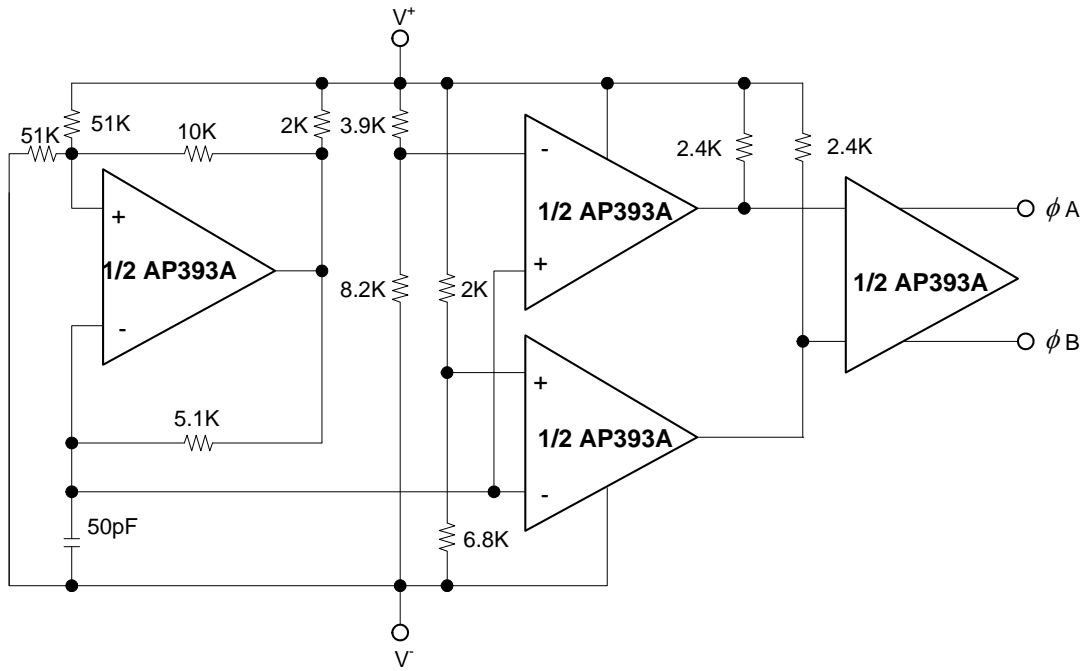 V+
51K
51K
10K
2K
3.9K
2.4K
2.4K
+
1/2 AP393A
-
-
1/2 AP393A
+
8.2K
2K
1/2 AP393A
ϕA
ϕB
5.1K
+
1/2 AP393A
-
50pF
6.8K
V-